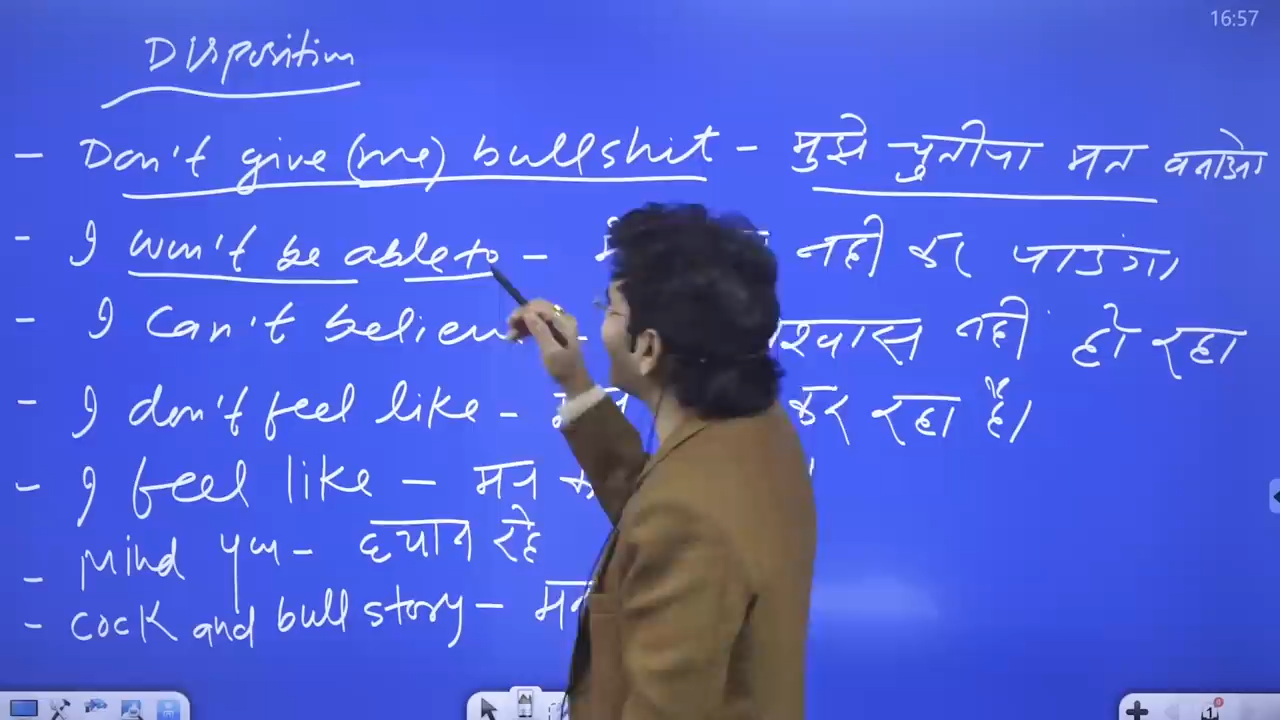 16:57
Disposition
- Don't give (me) bullshit - मुझे चुतीया मत बनाओ
- I won't be able to - नही कर पाउंगा
- I can't believe - विश्वास नही हो रहा
- I don't feel like - कर रहा है।
- I feel like - मन
- Mind you - ध्यान रहे
- cock and bull story -